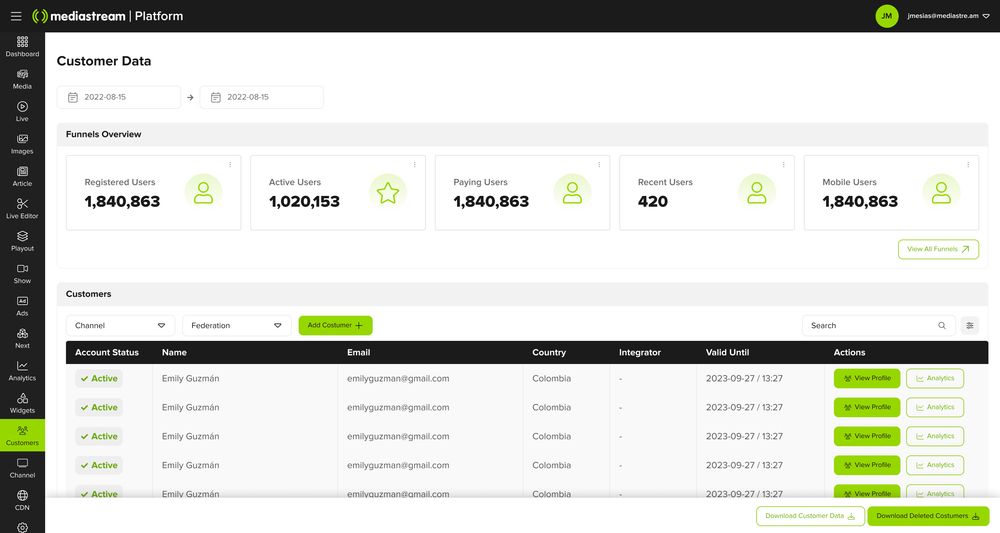 mediastream | Platform
JM
jmesias@mediastre.am
Dashboard
Media
Live
Images
Article
Live Editor
Playout
Show
Ad
Ads
Next
Analytics
Widgets
Customers
Channel
CDN
Customer Data
2022-08-15 → 2022-08-15
Funnels Overview
Registered Users
1,840,863
Active Users
1,020,153
Paying Users
1,840,863
Recent Users
420
Mobile Users
1,840,863
View All Funnels
Customers
Channel
Federation
Add Costumer +
Search
Account Status Name Email Country Integrator Valid Until Actions
Active Emily Guzmán emilyguzman@gmail.com Colombia - 2023-09-27 / 13:27 View Profile Analytics
Active Emily Guzmán emilyguzman@gmail.com Colombia - 2023-09-27 / 13:27 View Profile Analytics
Active Emily Guzmán emilyguzman@gmail.com Colombia - 2023-09-27 / 13:27 View Profile Analytics
Active Emily Guzmán emilyguzman@gmail.com Colombia - 2023-09-27 / 13:27 View Profile Analytics
Active Emily Guzmán emilyguzman@gmail.com Colombia - 2023-09-27 / 13:27 View Profile Analytics
Download Customer Data
Download Deleted Costumers